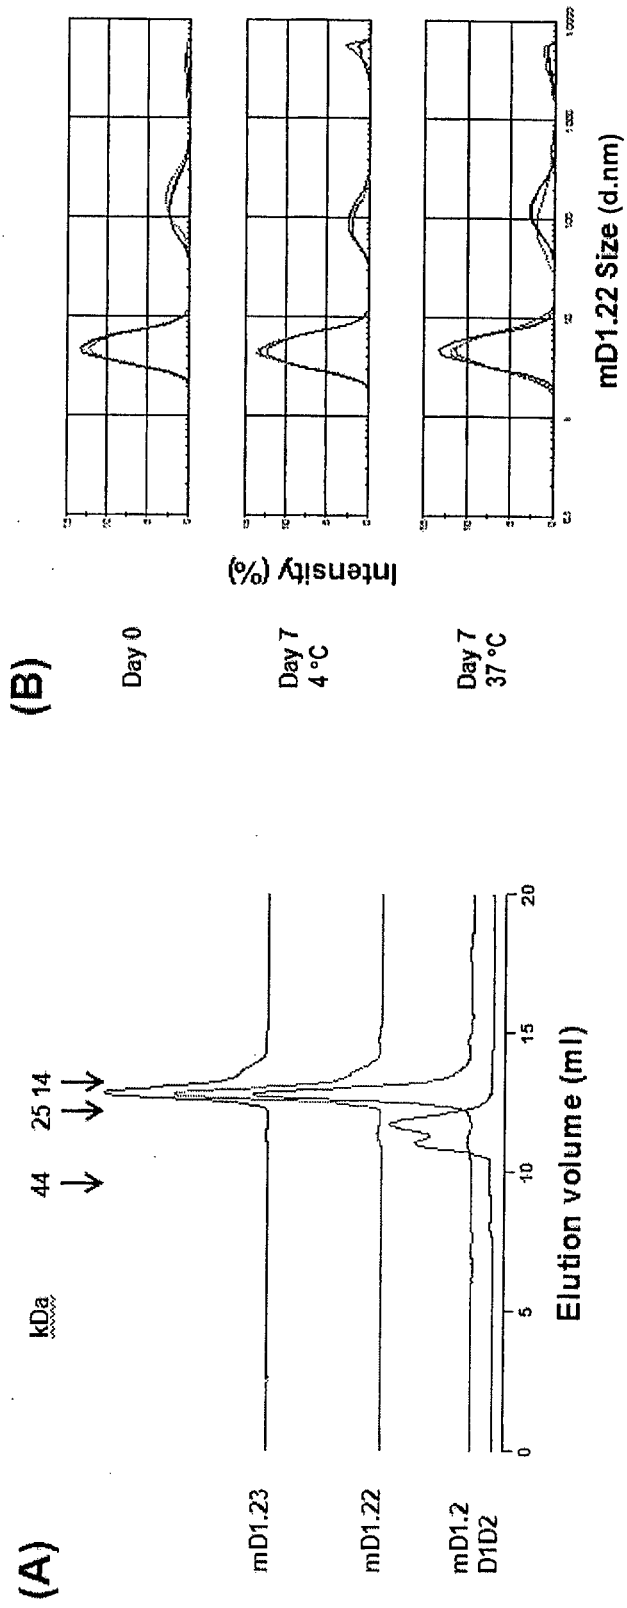 (A)
kDa 44 25 14
mD1.23
mD1.22
mD1.2
D1D2
0 5 10 15 20
Elution volume (ml)
(B)
Day 0
Day 7
4 °C
Day 7
37 °C
Intensity (%)
mD1.22 Size (d.nm)